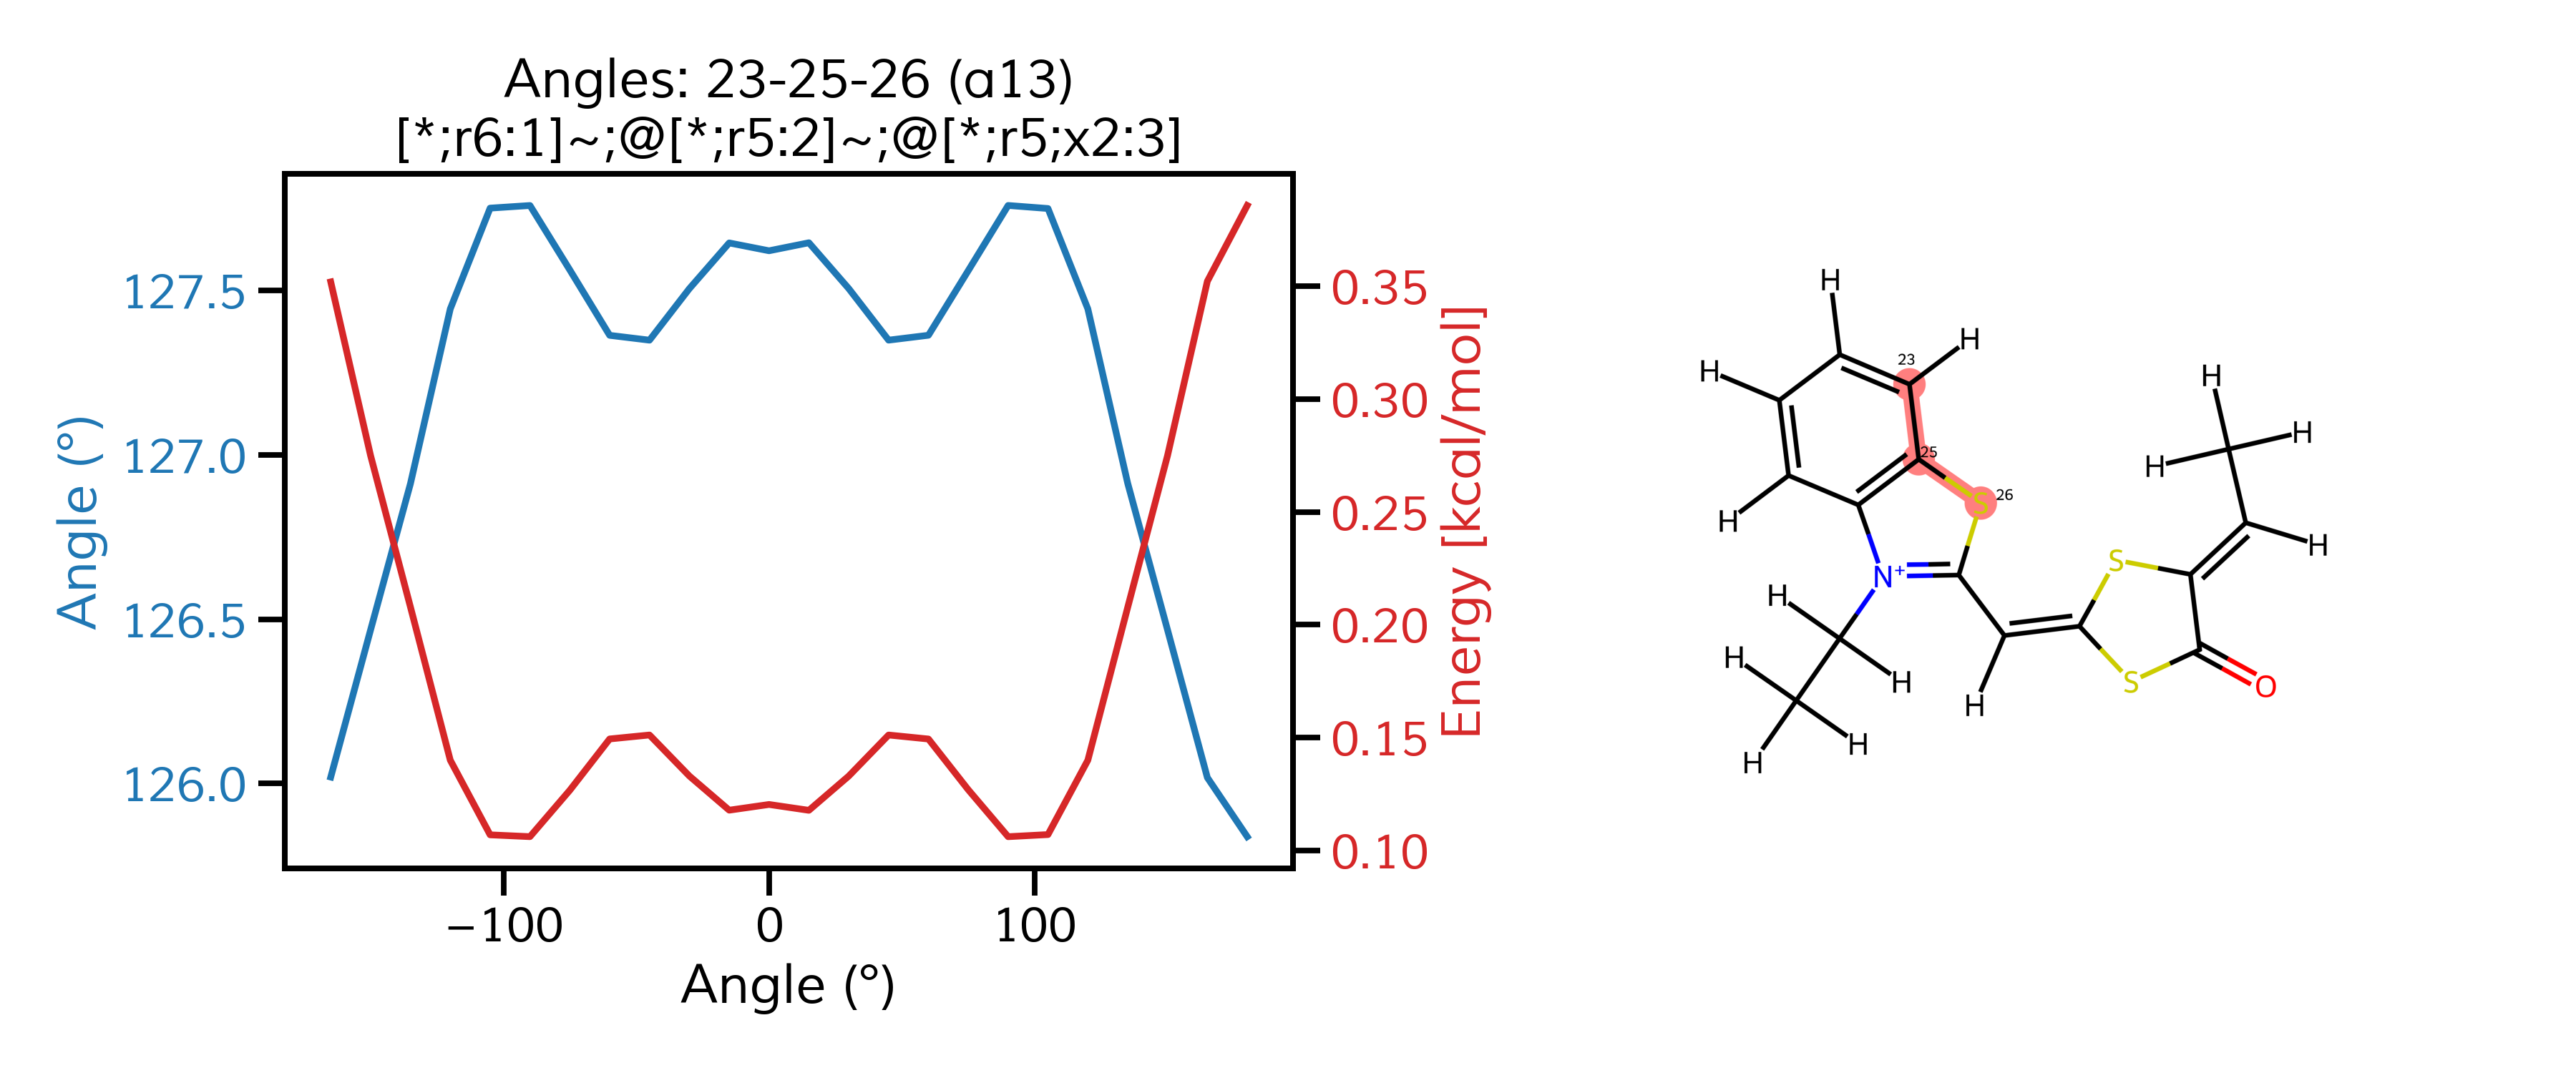 Angles: 23-25-26 (a13)
[*;r6:1]~;@[*;r5:2]~;@[*;r5;x2:3]
127.5
127.0
126.5
126.0
Angle (°)
0.35
0.30
0.25
0.20
0.15
0.10
Energy [kcal/mol]
−100
0
100
Angle (°)
H
H
H
23
H
25
S
26
H
H
H
H
S
N⁺
H
H
H
H
H
S
O
H
H